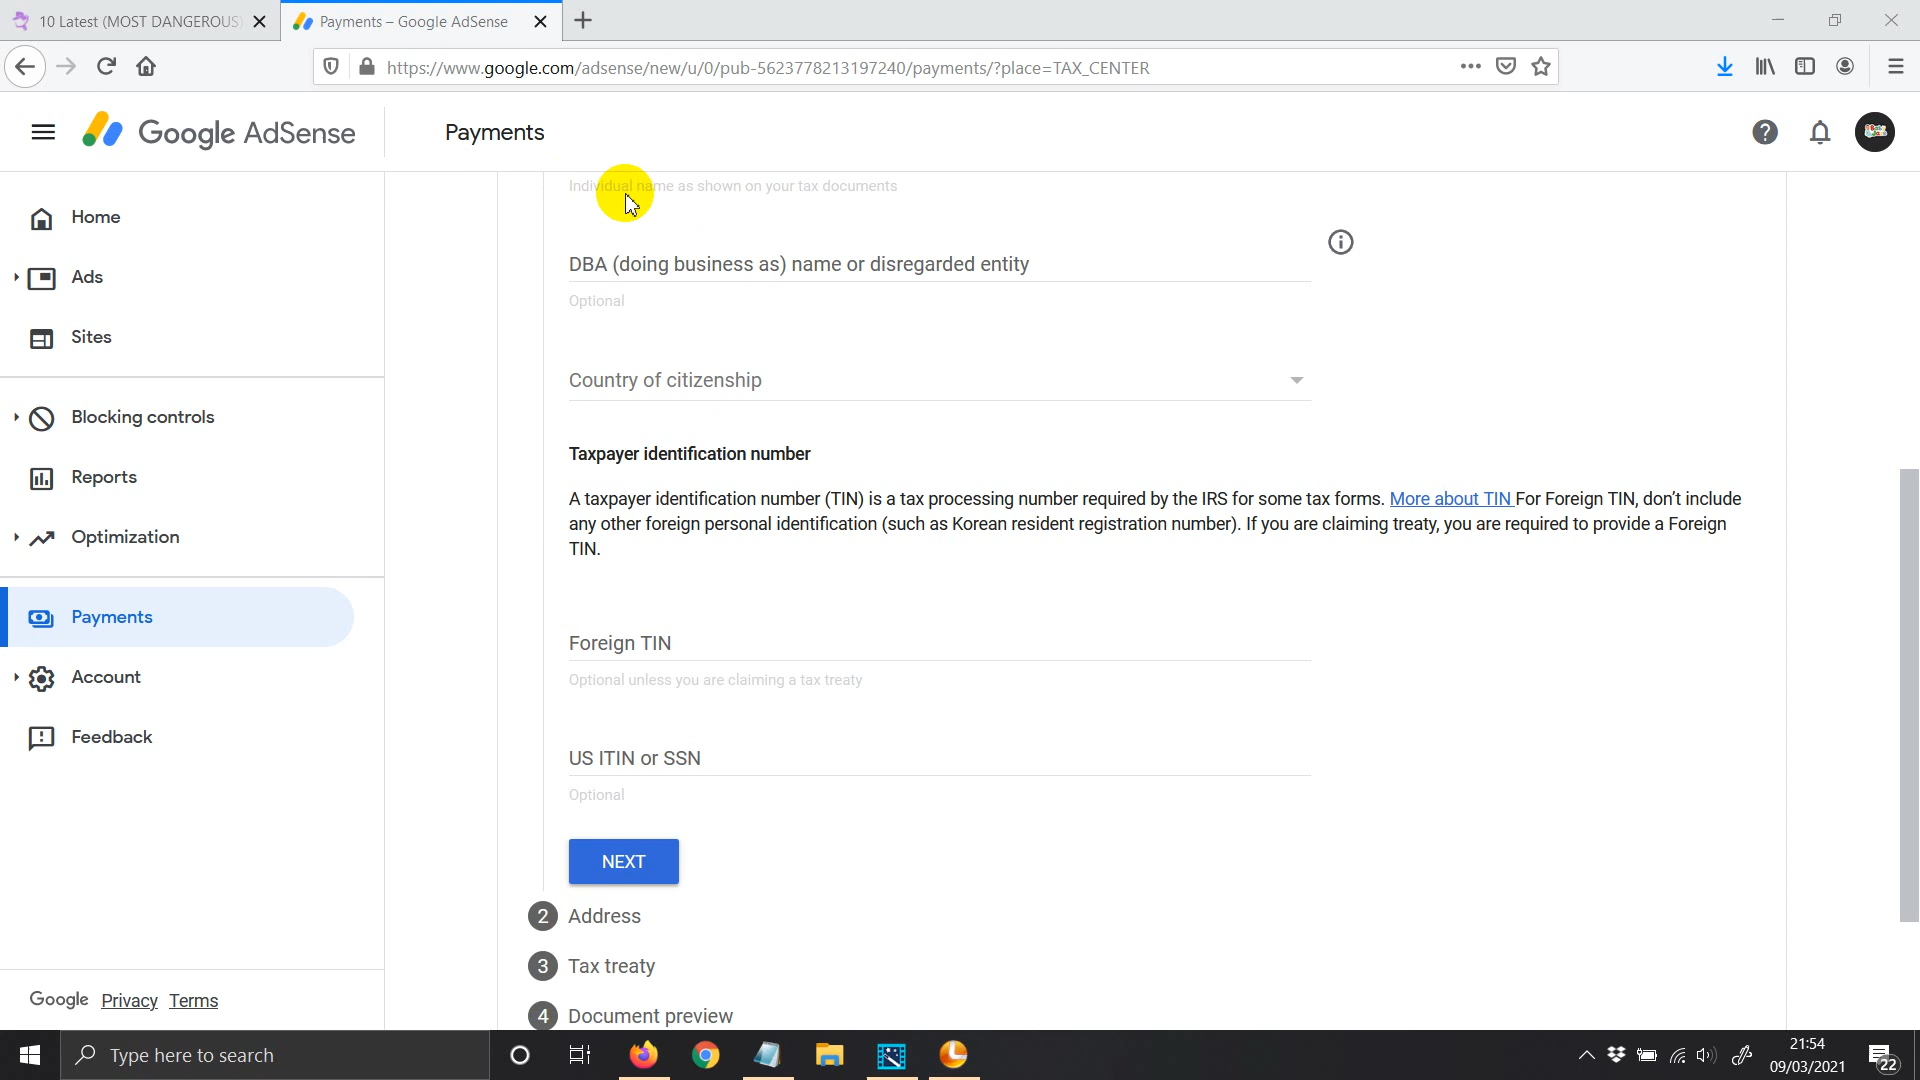 10 Latest (MOST DANGEROUS)
Payments – Google AdSense
https://www.google.com/adsense/new/u/0/pub-5623778213197240/payments/?place=TAX_CENTER
Google AdSense
Payments
Home
Ads
Sites
Blocking controls
Reports
Optimization
Payments
Account
Feedback
Google Privacy Terms
Individual name as shown on your tax documents
DBA (doing business as) name or disregarded entity
Optional
Country of citizenship
Taxpayer identification number
A taxpayer identification number (TIN) is a tax processing number required by the IRS for some tax forms. More about TIN For Foreign TIN, don't include
any other foreign personal identification (such as Korean resident registration number). If you are claiming treaty, you are required to provide a Foreign
TIN.
Foreign TIN
Optional unless you are claiming a tax treaty
US ITIN or SSN
Optional
NEXT
2 Address
3 Tax treaty
4 Document preview
Type here to search
21:54
09/03/2021
22